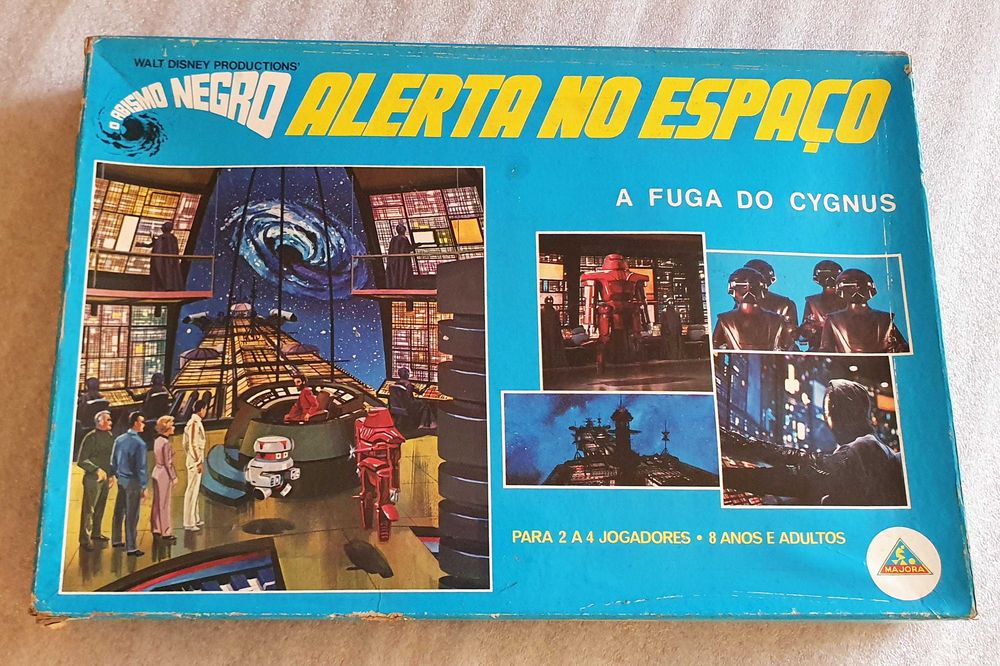 WALT DISNEY PRODUCTIONS'
O ABISMO NEGRO
ALERTA NO ESPAÇO
A FUGA DO CYGNUS
PARA 2 A 4 JOGADORES • 8 ANOS E ADULTOS
MAJORA